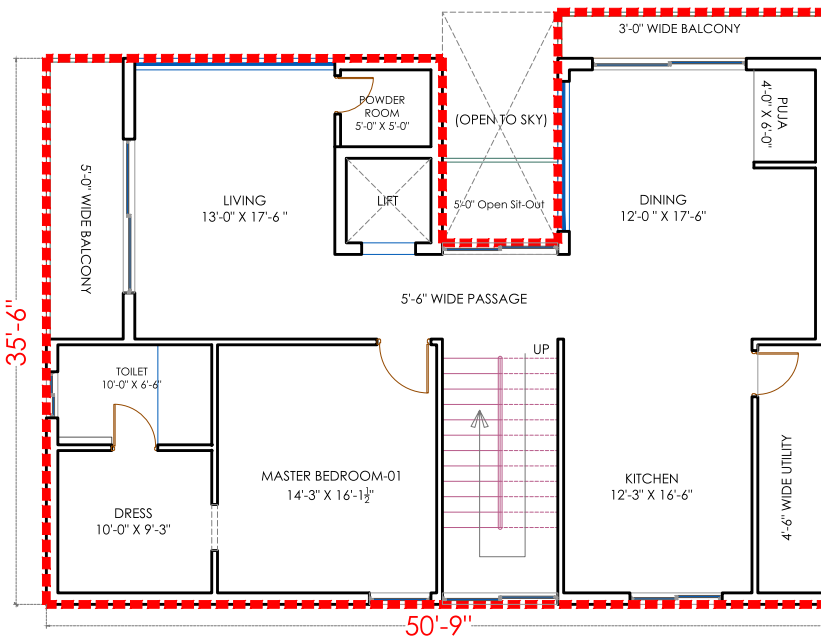 3'-0" WIDE BALCONY
POWDER
ROOM
5'-0" X 5'-0"
PUJA
4'-0" X 6'-0"
(OPEN TO SKY)
5'-0" WIDE BALCONY
LIVING
13'-0" X 17'-6 "
LIFT
5'-0" Open Sit-Out
DINING
12'-0 " X 17'-6"
5'-6" WIDE PASSAGE
35'-6"
UP
TOILET
10'-0" X 6'-6"
MASTER BEDROOM-01
14'-3" X 16'-1½"
KITCHEN
12'-3" X 16'-6"
4'-6" WIDE UTILITY
DRESS
10'-0" X 9'-3"
50'-9"